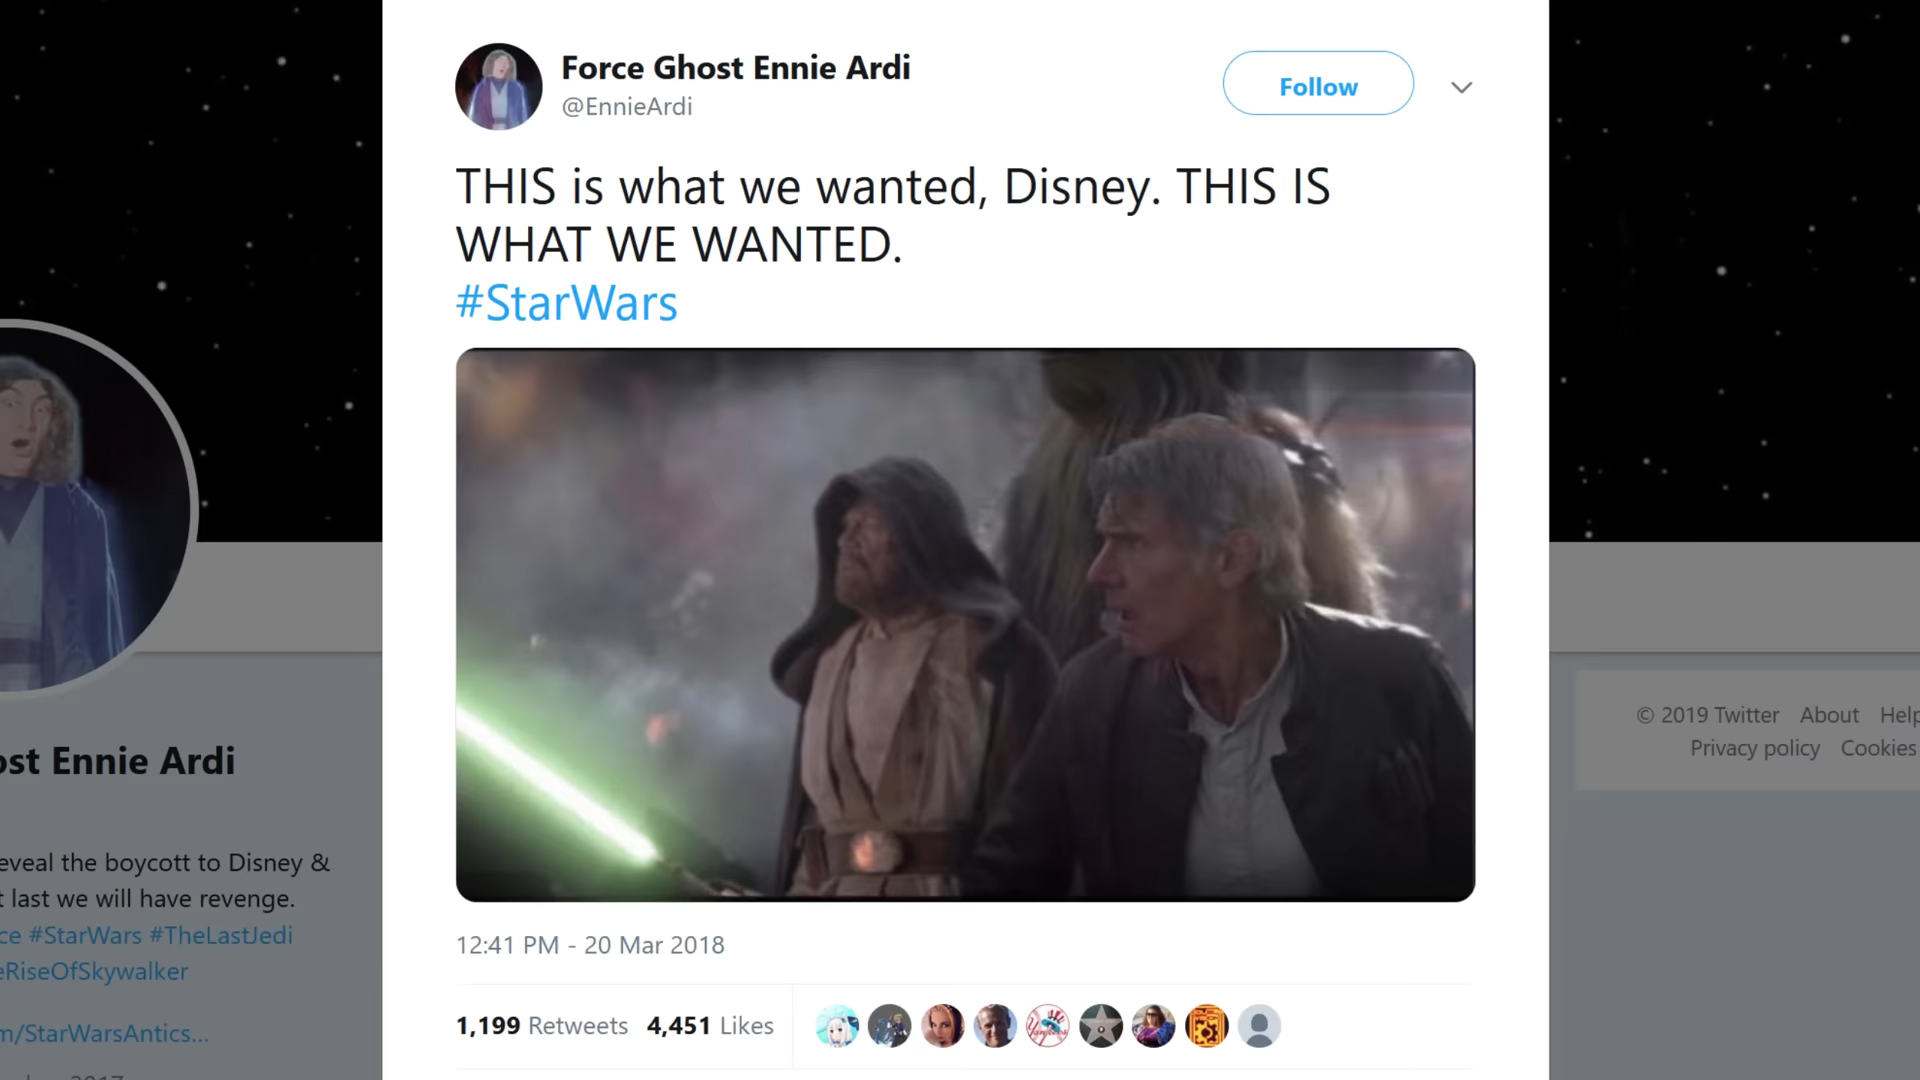 Force Ghost Ennie Ardi
@EnnieArdi
Follow
THIS is what we wanted, Disney. THIS IS
WHAT WE WANTED.
#StarWars
12:41 PM - 20 Mar 2018
1,199 Retweets 4,451 Likes
Yankees
ost Ennie Ardi
eveal the boycott to Disney &
t last we will have revenge.
ce #StarWars #TheLastJedi
eRiseOfSkywalker
m/StarWarsAntics...
© 2019 Twitter About Help
Privacy policy Cookies